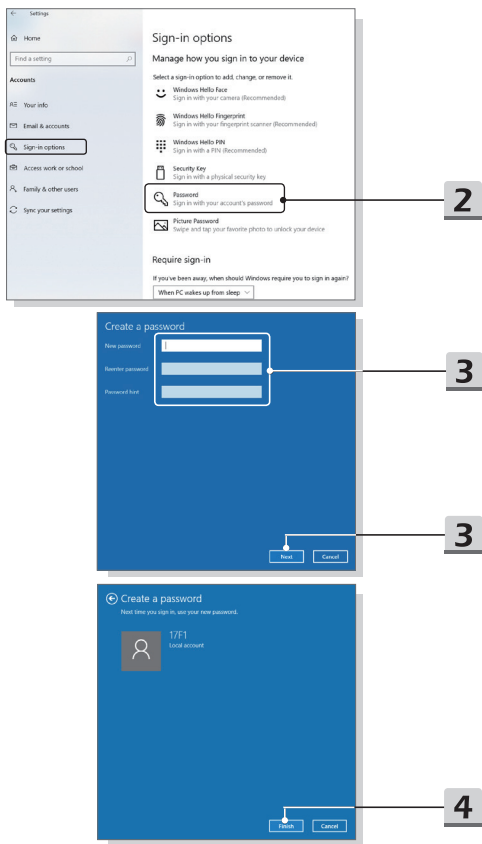 Settings
Home
Find a setting
Accounts
Your info
Email & accounts
Sign-in options
Access work or school
Family & other users
Sync your settings
Sign-in options
Manage how you sign in to your device
Select a sign-in option to add, change, or remove it.
Windows Hello Face
Sign in with your camera (Recommended)
Windows Hello Fingerprint
Sign in with your fingerprint scanner (Recommended)
Windows Hello PIN
Sign in with a PIN (Recommended)
Security Key
Sign in with a physical security key
Password
Sign in with your account's password
2
Picture Password
Swipe and tap your favorite photo to unlock your device
Require sign-in
If you've been away, when should Windows require you to sign in again?
When PC wakes up from sleep
Create a password
New password
Reenter password
3
Password hint
3
Next
Cancel
Create a password
Next time you sign in, use your new password.
17F1
Local account
4
Finish
Cancel